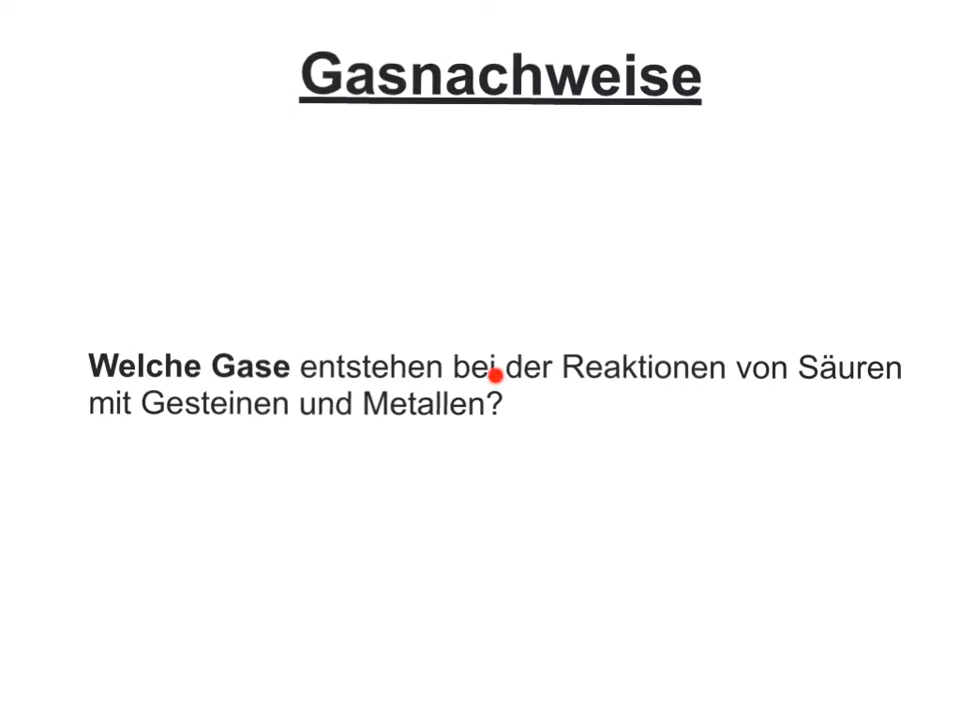 Gasnachweise
Welche Gase entstehen bei der Reaktionen von Säuren
mit Gesteinen und Metallen?